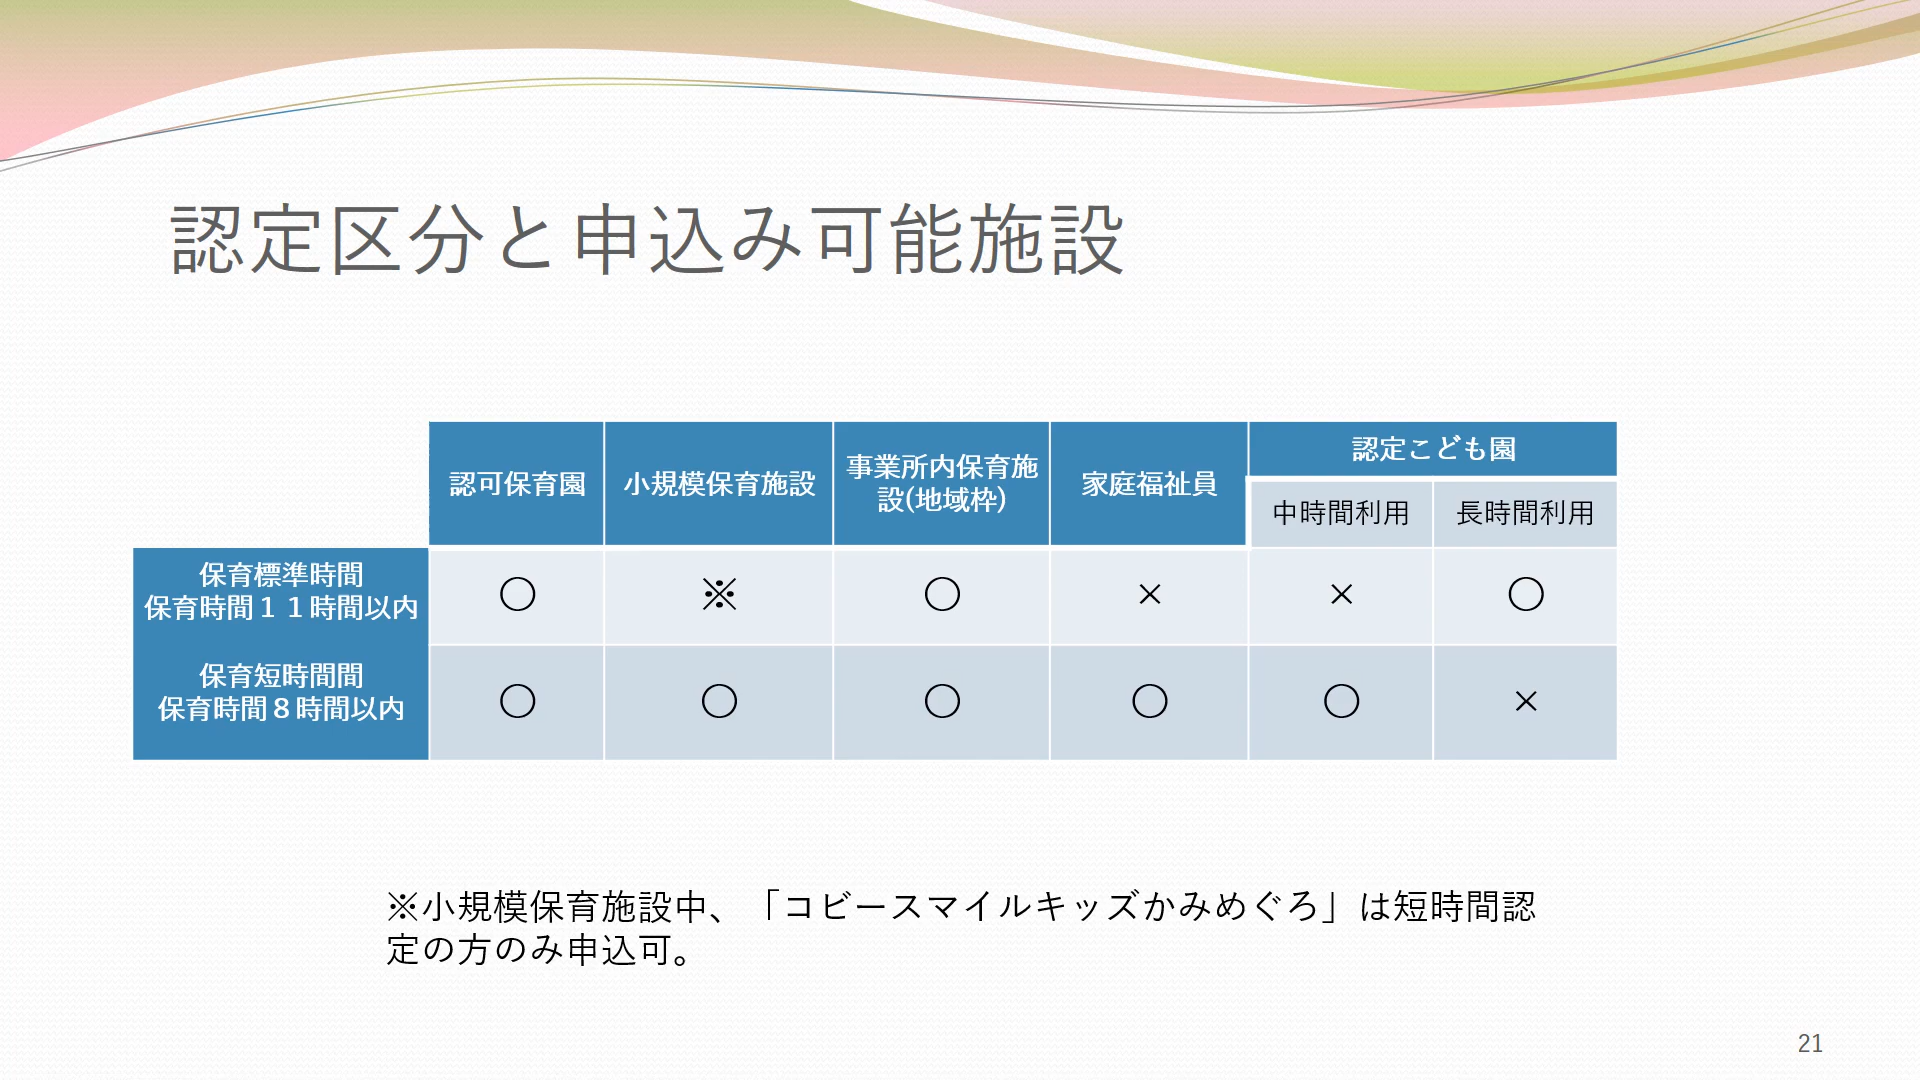 認定区分と申込み可能施設
認可保育園
小規模保育施設
事業所内保育施
設(地域枠)
家庭福祉員
認定こども園
中時間利用
長時間利用
保育標準時間
保育時間１１時間以内
〇
※
〇
×
×
〇
保育短時間間
保育時間８時間以内
〇
〇
〇
〇
〇
×
※小規模保育施設中、「コビースマイルキッズかみめぐろ」は短時間認
定の方のみ申込可。
21